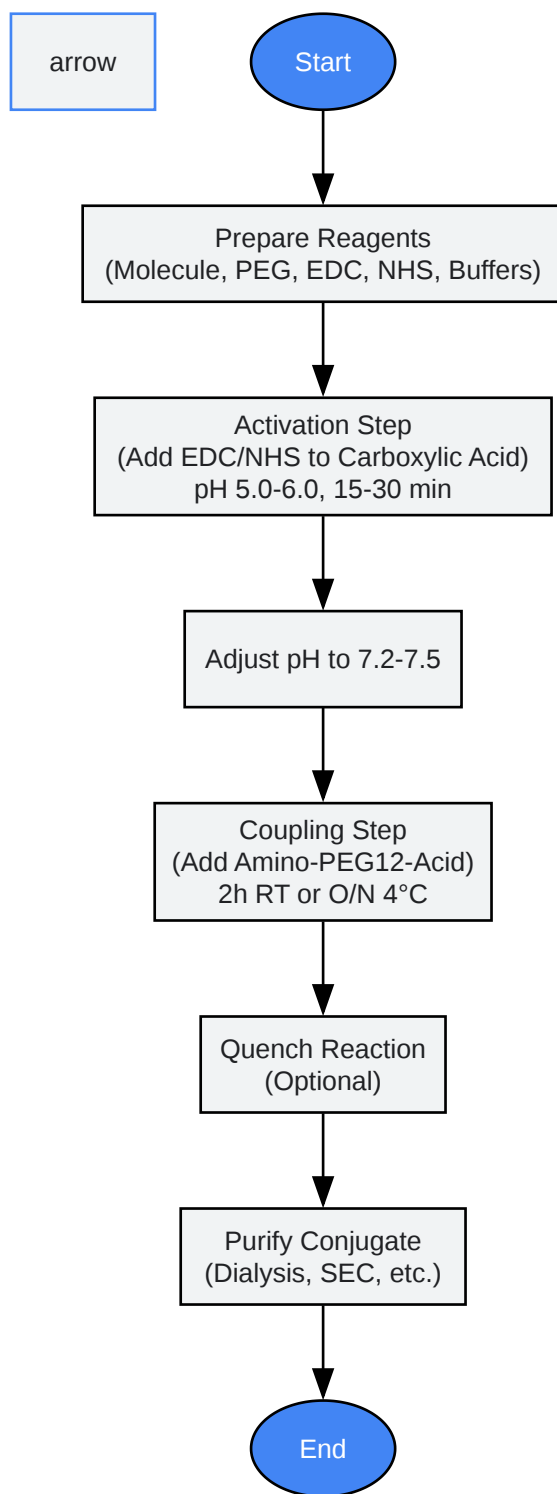 arrow
Start
Prepare Reagents
(Molecule, PEG, EDC, NHS, Buffers)
Activation Step
(Add EDC/NHS to Carboxylic Acid)
pH 5.0-6.0, 15-30 min
Adjust pH to 7.2-7.5
Coupling Step
(Add Amino-PEG12-Acid)
2h RT or O/N 4°C
Quench Reaction
(Optional)
Purify Conjugate
(Dialysis, SEC, etc.)
End